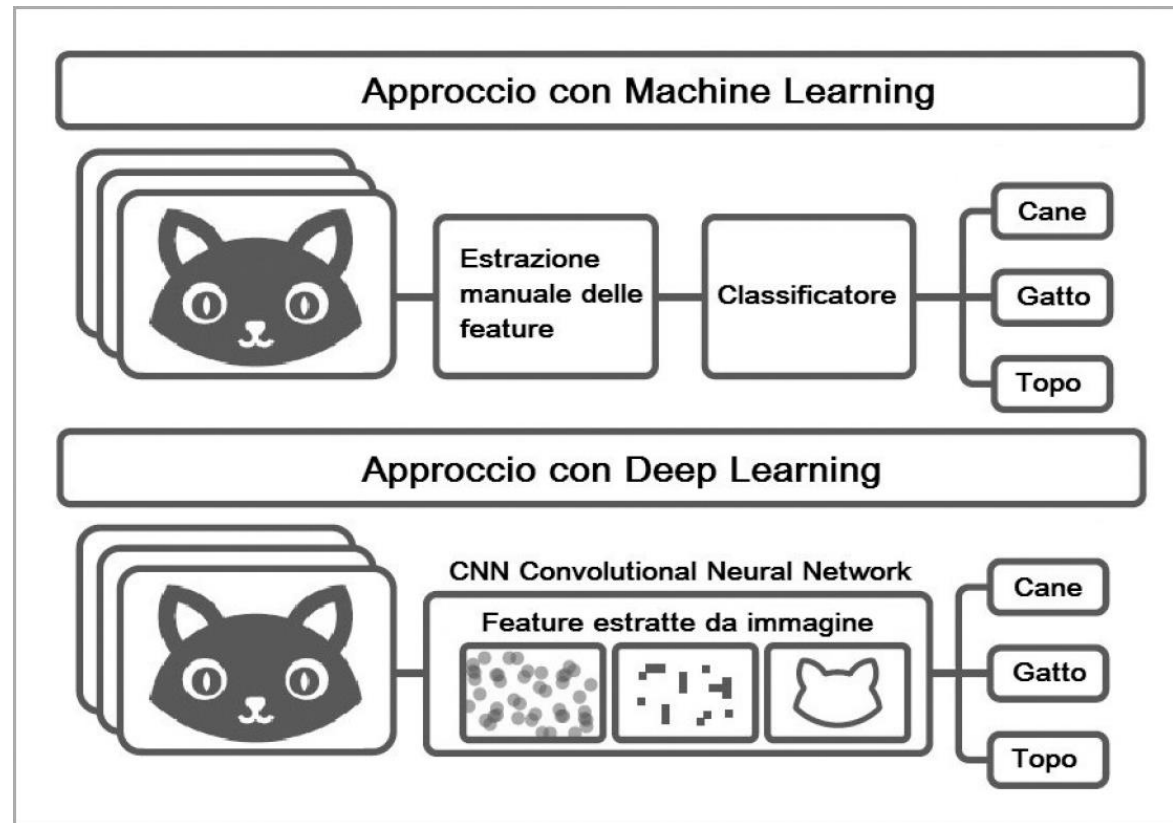 Approccio con Machine Learning
Estrazione
manuale delle
feature
Classificatore
Cane
Gatto
Topo
Approccio con Deep Learning
CNN Convolutional Neural Network
Feature estratte da immagine
Cane
Gatto
Topo